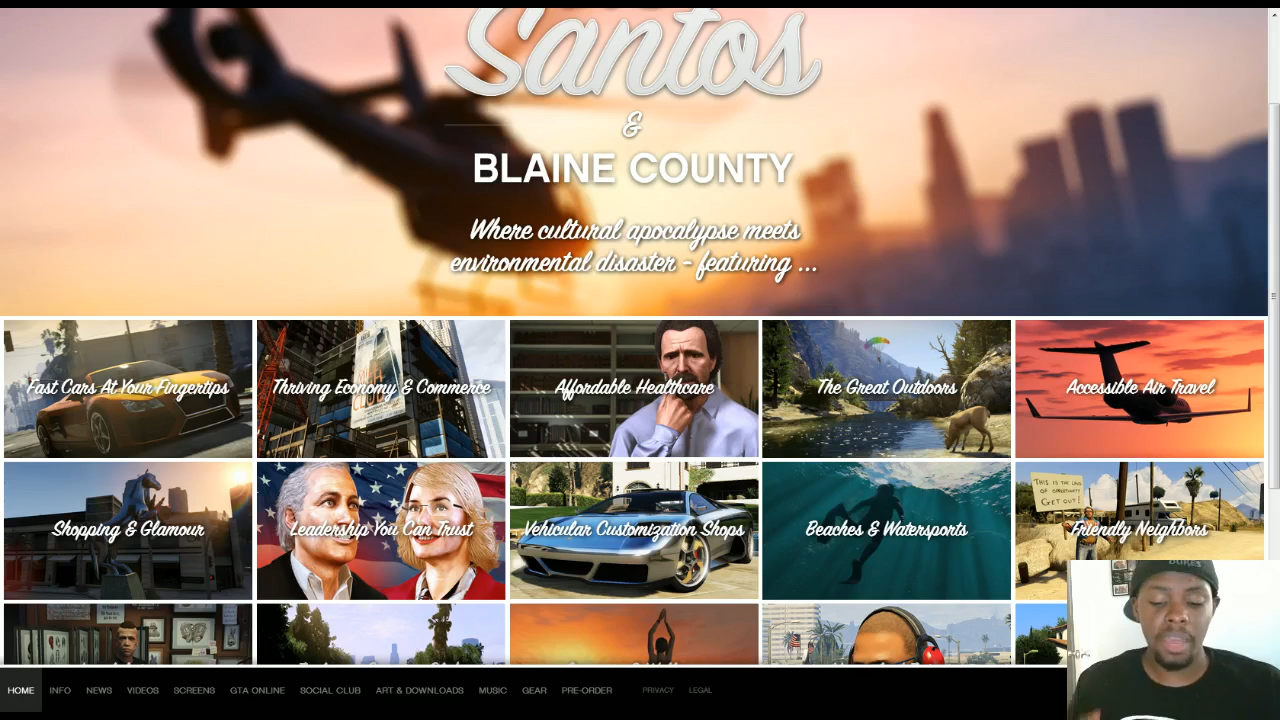 Santos
&
BLAINE COUNTY
Where cultural apocalypse meets
environmental disaster - featuring ...
Fast Cars At Your Fingertips
Thriving Economy & Commerce
Affordable Healthcare
The Great Outdoors
Accessible Air Travel
Shopping & Glamour
Leadership You Can Trust
Vehicular Customization Shops
Beaches & Watersports
THIS IS THE LAND
OF OPPORTUNITY
GET OUT!
Friendly Neighbors
HOME INFO NEWS VIDEOS SCREENS GTA ONLINE SOCIAL CLUB ART & DOWNLOADS MUSIC GEAR PRE-ORDER PRIVACY LEGAL